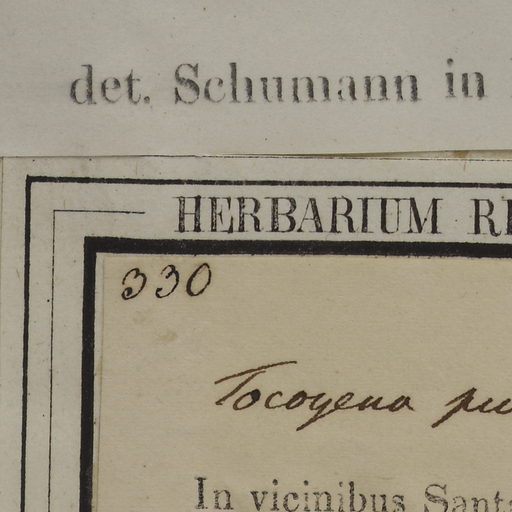 det. Schumann in
HERBARIUM
330
Tocoyena
In vicinibus